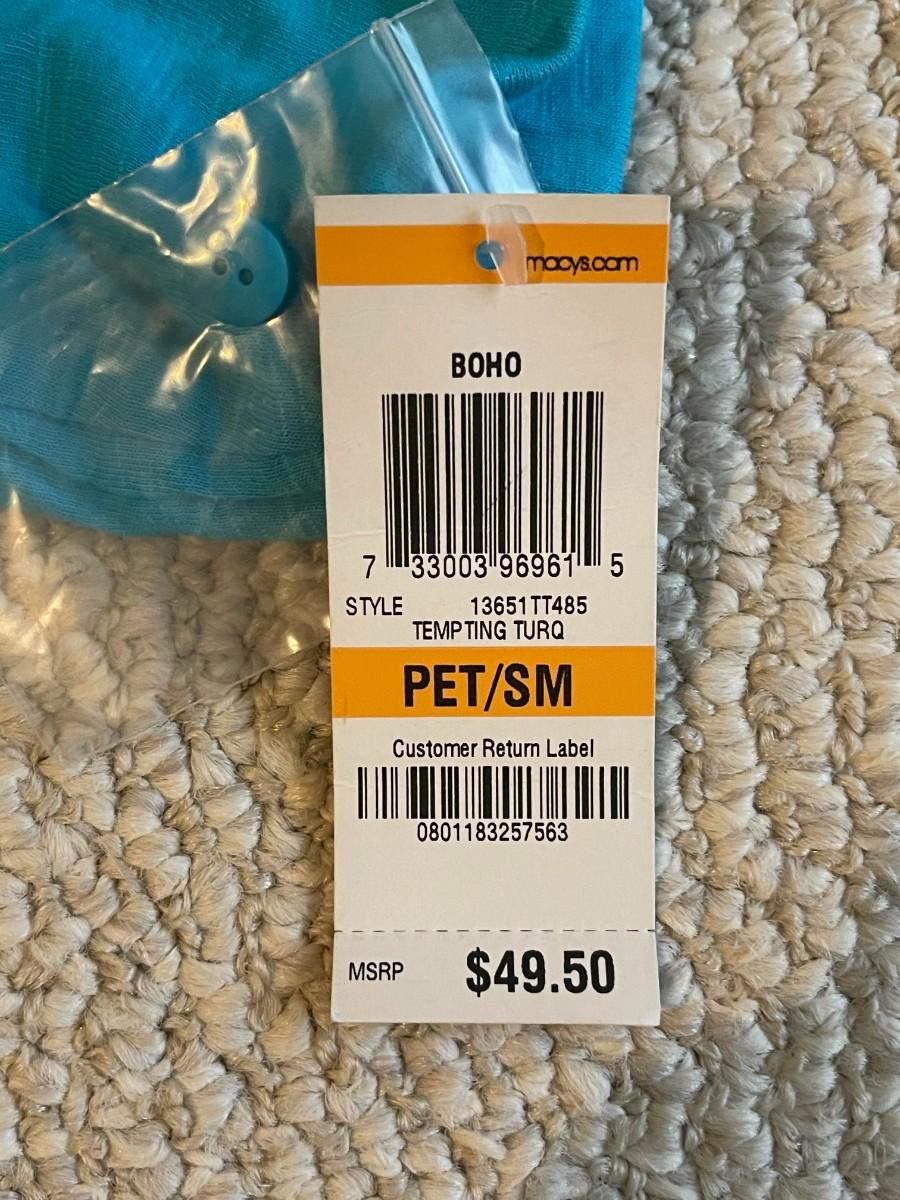 macys.com
BOHO
7 33003 96961 5
STYLE 13651TT485
TEMPTING TURQ
PET/SM
Customer Return Label
0801183257563
MSRP $49.50